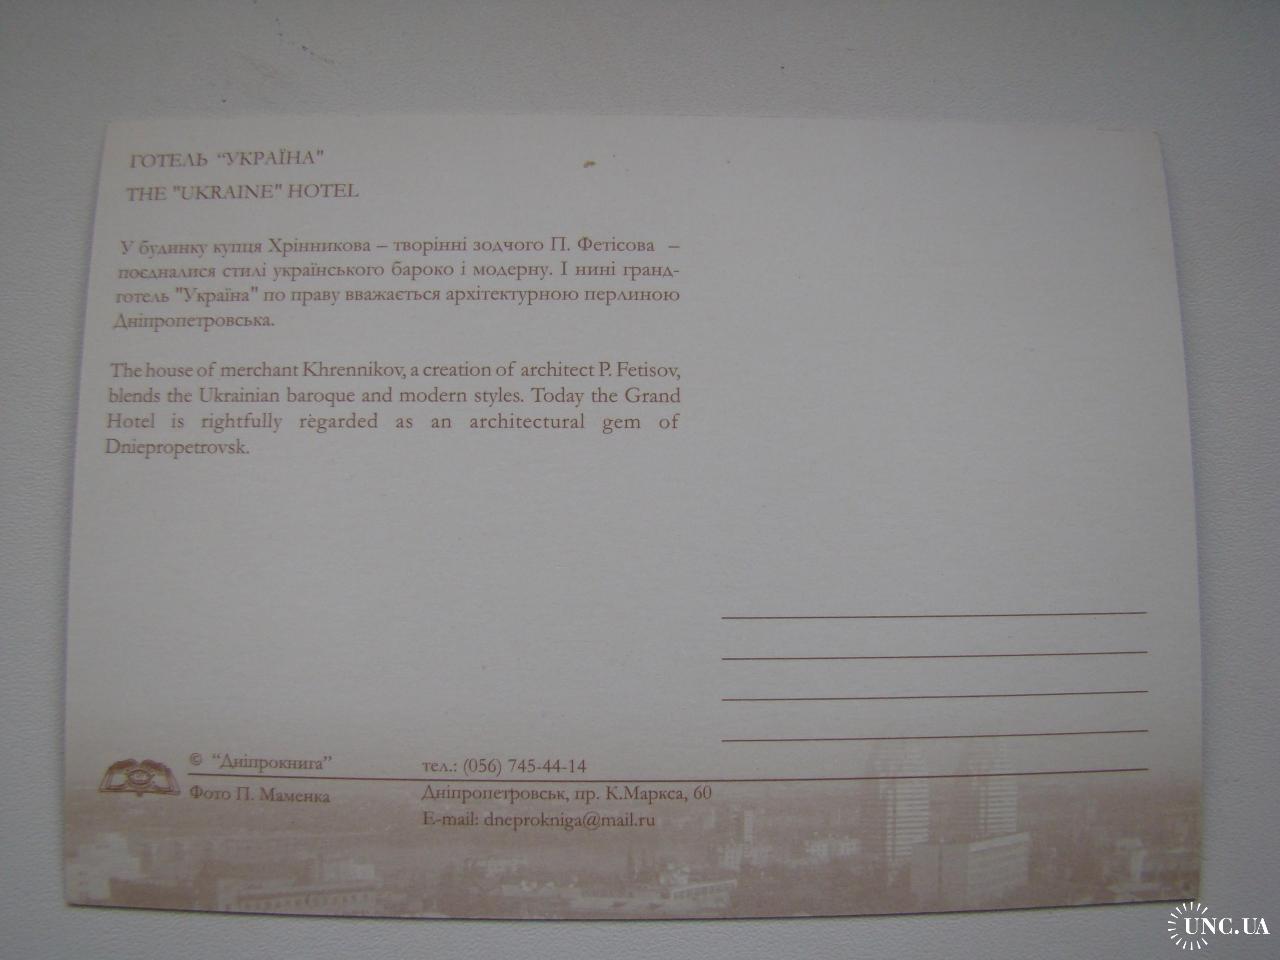 ГОТЕЛЬ “УКРАЇНА"
THE "UKRAINE" HOTEL
У будинку купця Хрінникова – творінні зодчого П. Фетісова –
поєдналися стилі українського бароко і модерну. І нині гранд-
готель "Україна" по праву вважається архітектурною перлиною
Дніпропетровська.
The house of merchant Khrennikov, a creation of architect P. Fetisov,
blends the Ukrainian baroque and modern styles. Today the Grand
Hotel is rightfully regarded as an architectural gem of
Dniepropetrovsk.
© “Дніпрокнига”
Фото П. Маменка
тел.: (056) 745-44-14
Дніпропетровськ, пр. К.Маркса, 60
E-mail: dneprokniga@mail.ru
UNC.UA